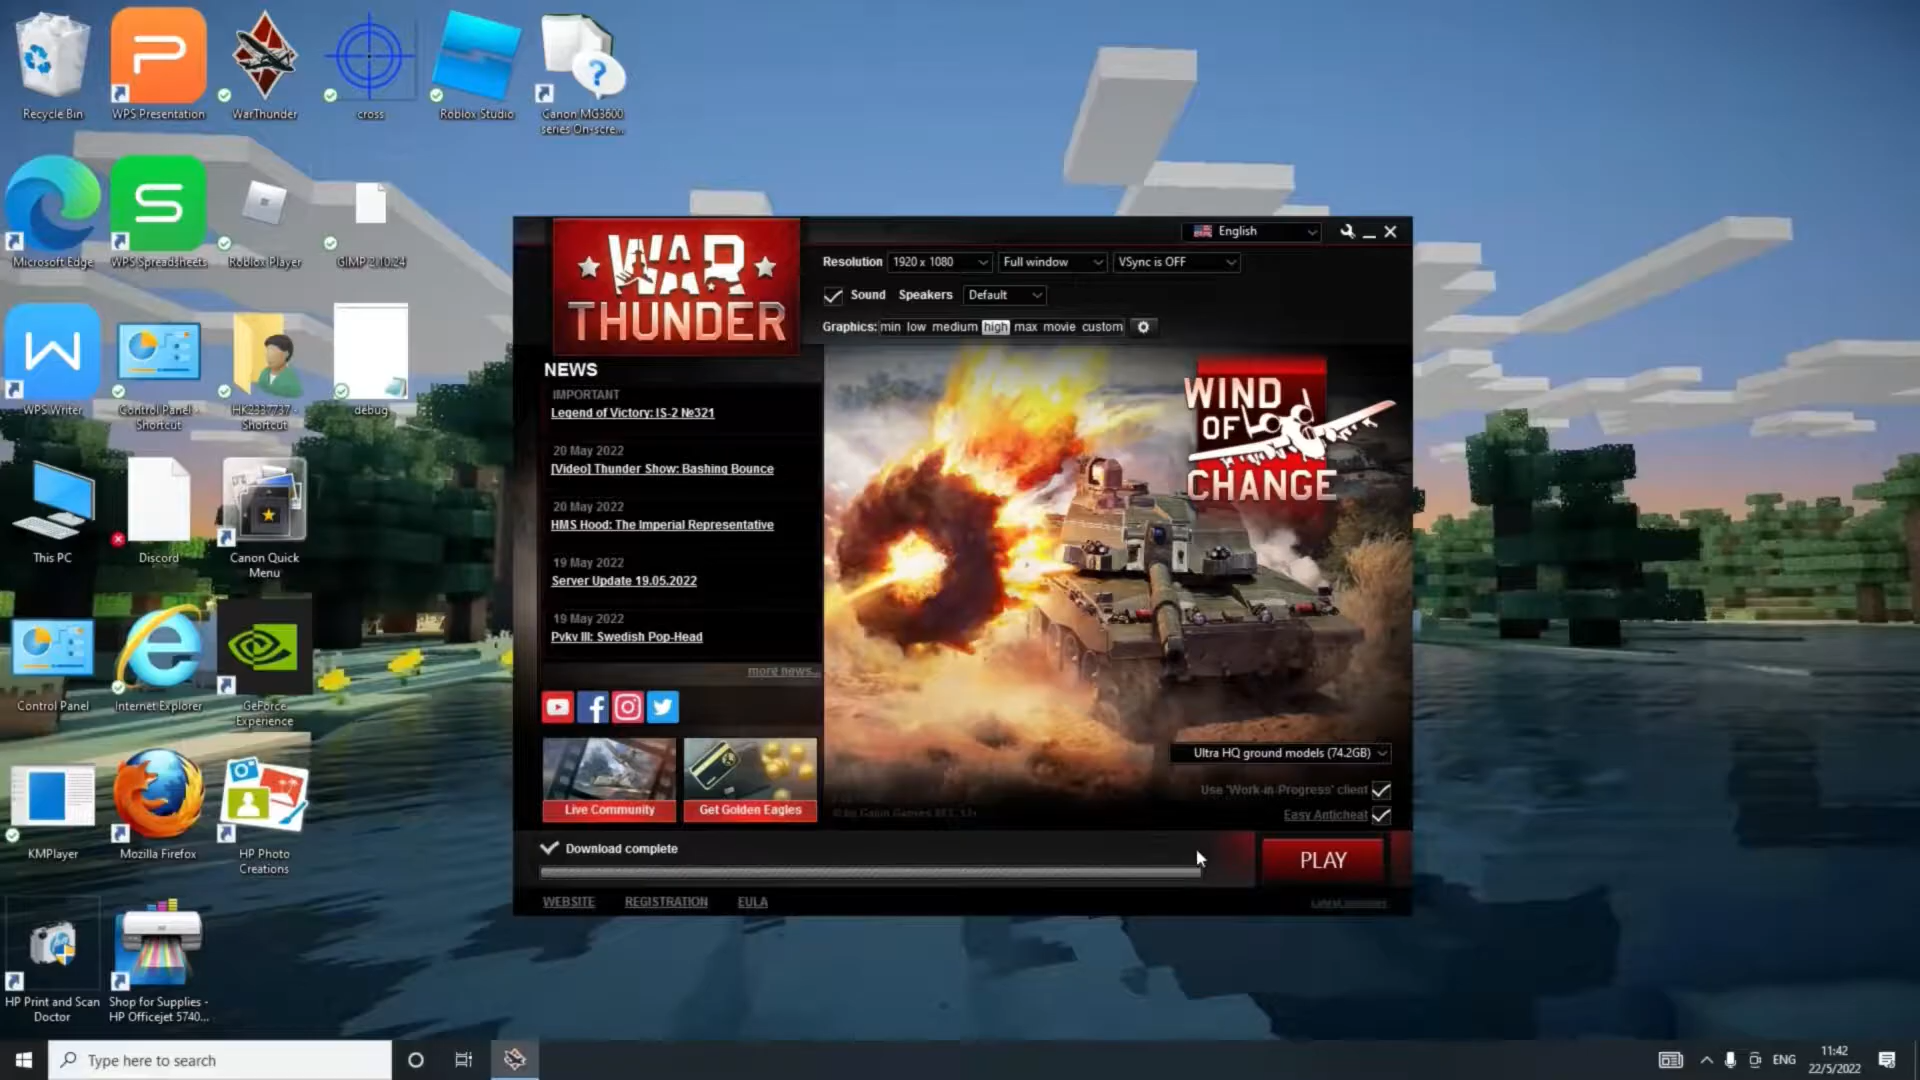 Recycle Bin
WPS Presentation
WarThunder
cross
Roblox Studio
Canon MG3600
series On-scre...
Microsoft Edge
WPS Spreadsheets
Roblox Player
GIMP 2.10.24
WPS Writer
Control Panel -
Shortcut
HK2337737 -
Shortcut
debug
This PC
Discord
Canon Quick
Menu
Control Panel
Internet Explorer
GeForce
Experience
KMPlayer
Mozilla Firefox
HP Photo
Creations
HP Print and Scan
Doctor
Shop for Supplies -
HP Officejet 5740...
WAR
THUNDER
English
Resolution 1920 x 1080 Full window VSync is OFF
Sound Speakers Default
Graphics: min low medium high max movie custom
NEWS
IMPORTANT
Legend of Victory: IS-2 №321
20 May 2022
[Video] Thunder Show: Bashing Bounce
20 May 2022
HMS Hood: The Imperial Representative
19 May 2022
Server Update 19.05.2022
19 May 2022
Pvkv III: Swedish Pop-Head
more news...
WIND
OF
CHANGE
Live Community
Get Golden Eagles
Ultra HQ ground models (74.2GB)
Use 'Work-in-Progress' client
Easy Anticheat
Download complete
PLAY
WEBSITE REGISTRATION EULA
Type here to search
ENG
11:42
22/5/2022